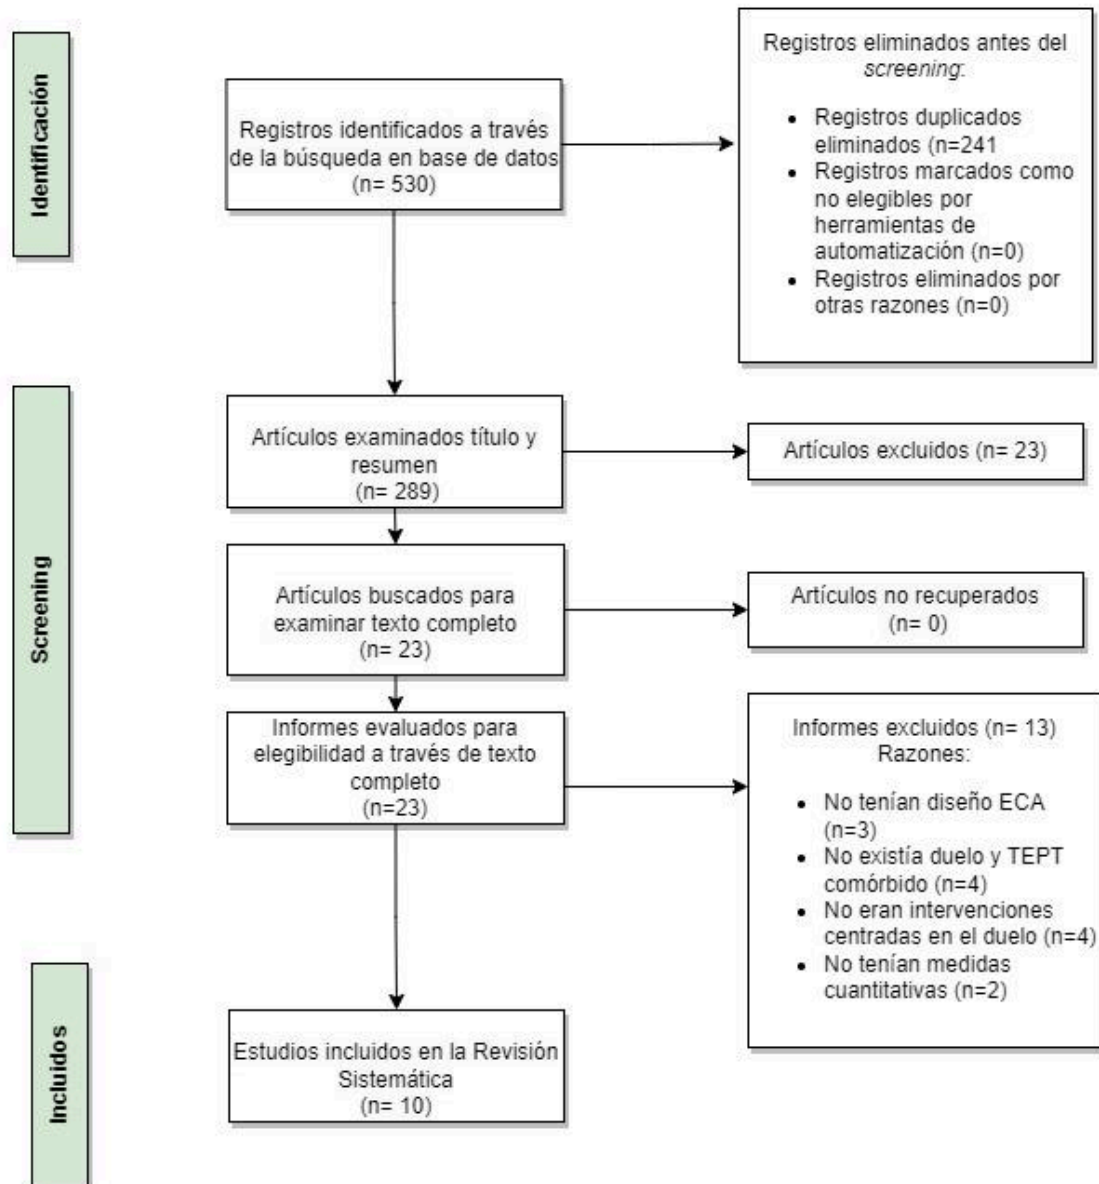 Identificación
Registros identificados a través
de la búsqueda en base de datos
(n= 530)
Registros eliminados antes del
screening:
• Registros duplicados
eliminados (n=241
• Registros marcados como
no elegibles por
herramientas de
automatización (n=0)
• Registros eliminados por
otras razones (n=0)
Screening
Artículos examinados título y
resumen
(n= 289)
Artículos excluidos (n= 23)
Artículos buscados para
examinar texto completo
(n= 23)
Artículos no recuperados
(n= 0)
Informes evaluados para
elegibilidad a través de texto
completo
(n=23)
Informes excluidos (n= 13)
Razones:
• No tenían diseño ECA
(n=3)
• No existía duelo y TEPT
comórbido (n=4)
• No eran intervenciones
centradas en el duelo (n=4)
• No tenían medidas
cuantitativas (n=2)
Incluidos
Estudios incluidos en la Revisión
Sistemática
(n= 10)